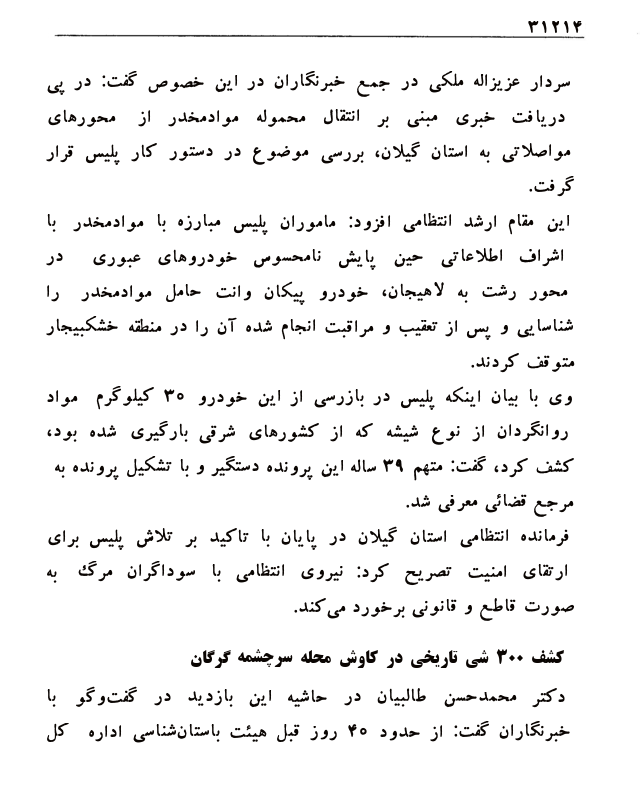 ۳۱۲۱۴
سردار عزیزاله ملکی در جمع خبرنگاران در این خصوص گفت: در پی
دریافت خبری مبنی بر انتقال محموله موادمخدر از محورهای
مواصلاتی به استان گیلان، بررسی موضوع در دستور کار پلیس قرار
گرفت.
این مقام ارشد انتظامی افزود: ماموران پلیس مبارزه با موادمخدر با
اشراف اطلاعاتی حین پایش نامحسوس خودروهای عبوری در
محور رشت به لاهیجان، خودرو پیکان وانت حامل موادمخدر را
شناسایی و پس از تعقیب و مراقبت انجام شده آن را در منطقه خشکبیجار
متوقف کردند.
وی با بیان اینکه پلیس در بازرسی از این خودرو ۳۰ کیلوگرم مواد
روانگردان از نوع شیشه که از کشورهای شرقی بارگیری شده بود،
کشف کرد، گفت: متهم ۳۹ ساله این پرونده دستگیر و با تشکیل پرونده به
مرجع قضائی معرفی شد.
فرمانده انتظامی استان گیلان در پایان با تاکید بر تلاش پلیس برای
ارتقای امنیت تصریح کرد: نیروی انتظامی با سوداگران مرگ به
صورت قاطع و قانونی برخورد می‌کند.
کشف ۳۰۰ شی تاریخی در کاوش محله سرچشمه گرگان
دکتر محمدحسن طالبیان در حاشیه این بازدید در گفت‌وگو با
خبرنگاران گفت: از حدود ۴۰ روز قبل هیئت باستان‌شناسی اداره کل